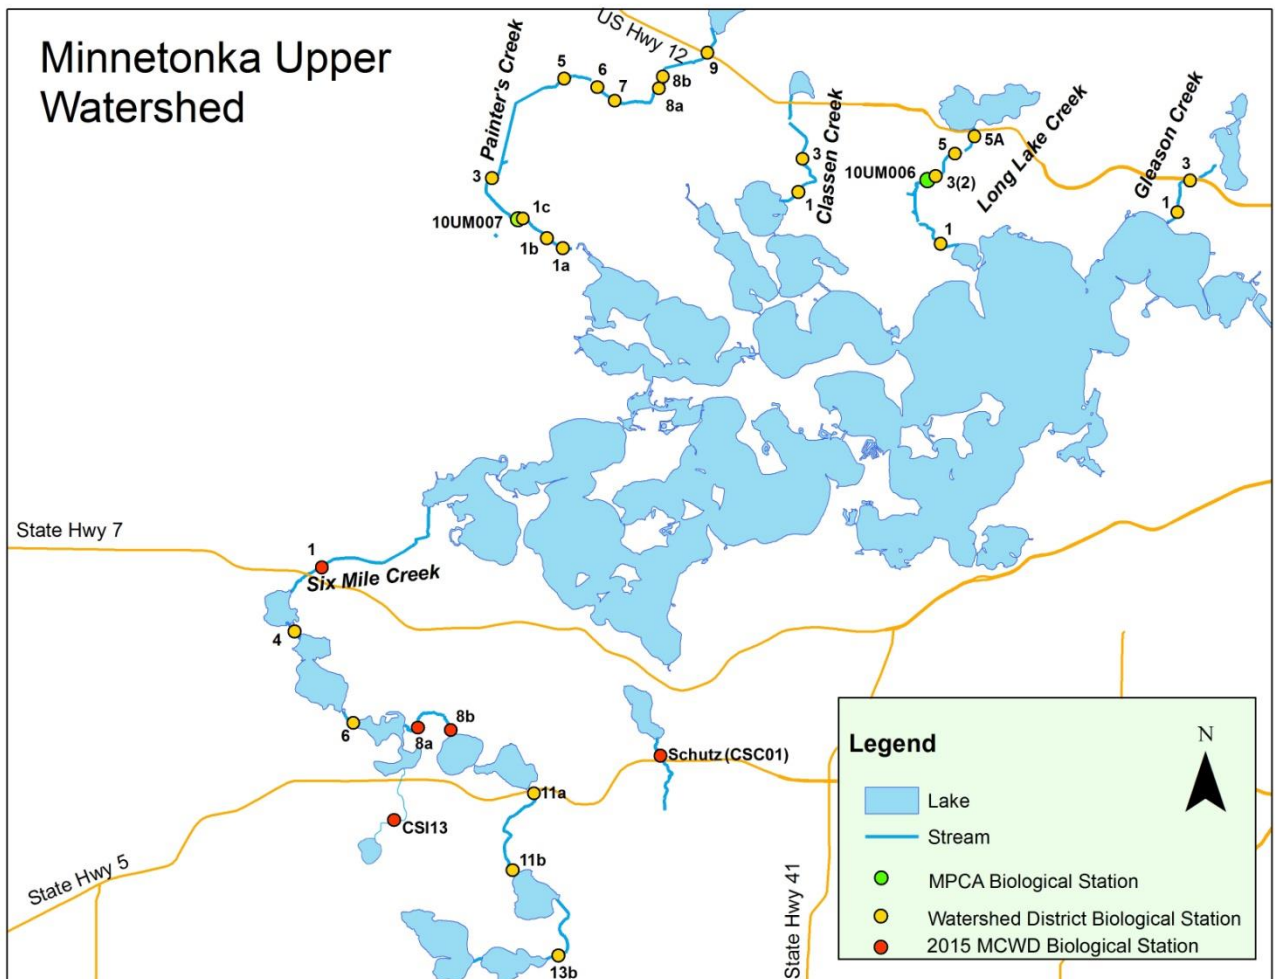 Minnetonka Upper
Watershed
US Hwy 12
9
5
6
7
8b
8a
Painter's Creek
3
10UM007
1c
1b
1a
3
1
Classen Creek
5A
5
10UM006
3(2)
1
Long Lake Creek
Gleason Creek
3
1
State Hwy 7
1
Six Mile Creek
4
6
8a
8b
Schutz (CSC01)
11a
CSI13
11b
State Hwy 5
13b
State Hwy 41
Legend
N
Lake
Stream
MPCA Biological Station
Watershed District Biological Station
2015 MCWD Biological Station